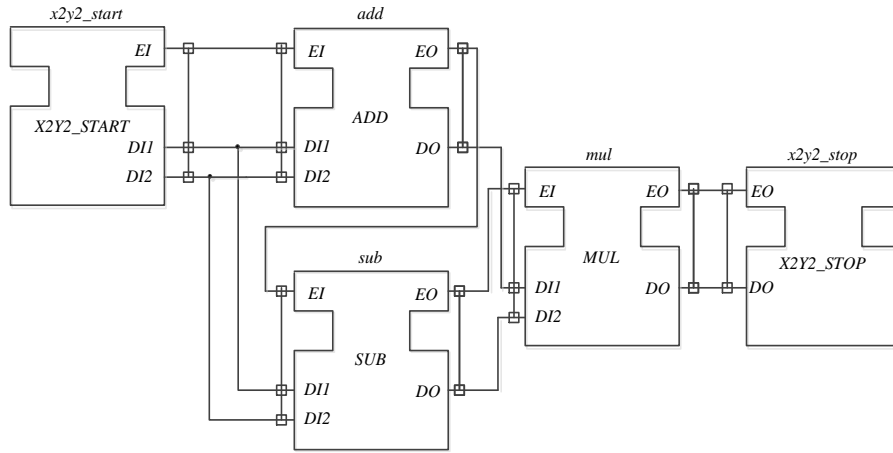 x2y2_start
EI
X2Y2_START
DI1
DI2
add
EI
EO
ADD
DI1
DO
DI2
sub
EI
EO
SUB
DI1
DO
DI2
mul
EI
EO
MUL
DI1
DO
DI2
x2y2_stop
EO
X2Y2_STOP
DO